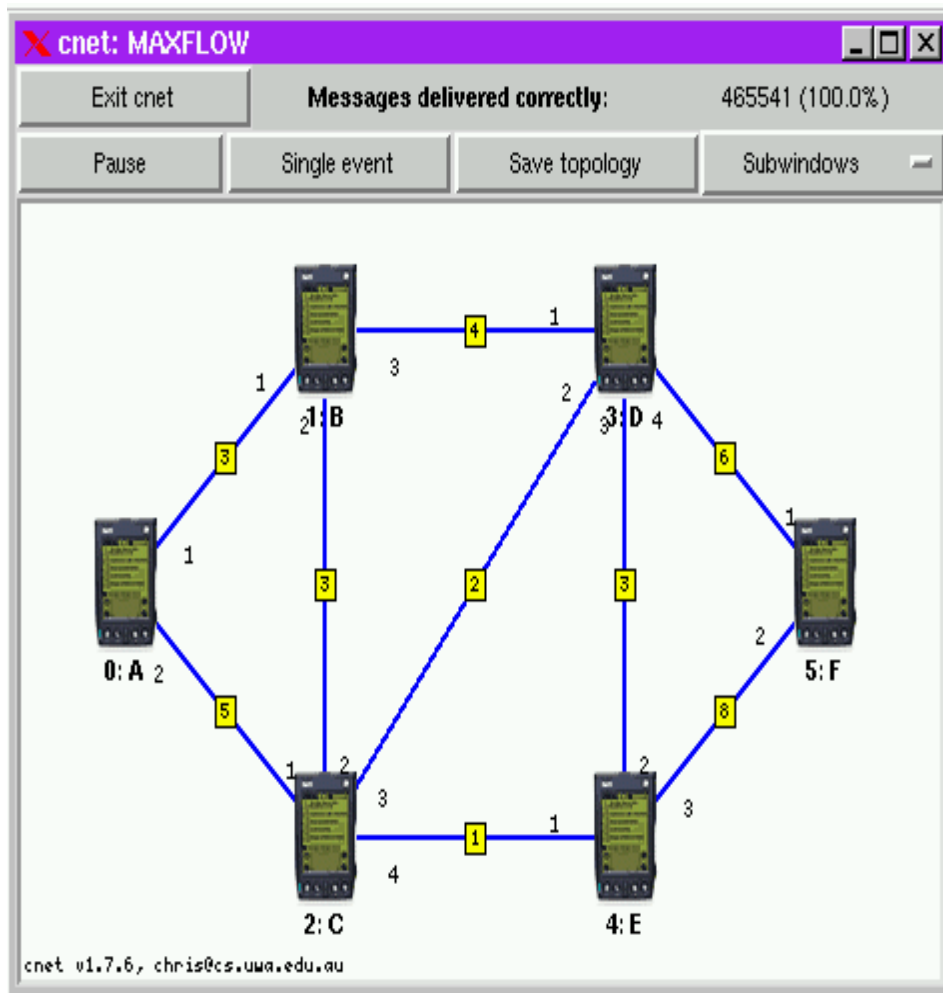 cnet: MAXFLOW
Exit cnet Messages delivered correctly: 465541 (100.0%)
Pause Single event Save topology Subwindows
4 1
3
1
2
1: B
2
3
3: D 4
3
6
1
1
3
2
3
2
0: A 2
5: F
5
8
1
2
3
2
3
1
1
4
2: C
4: E
cnet v1.7.6, chris@cs.uwa.edu.au